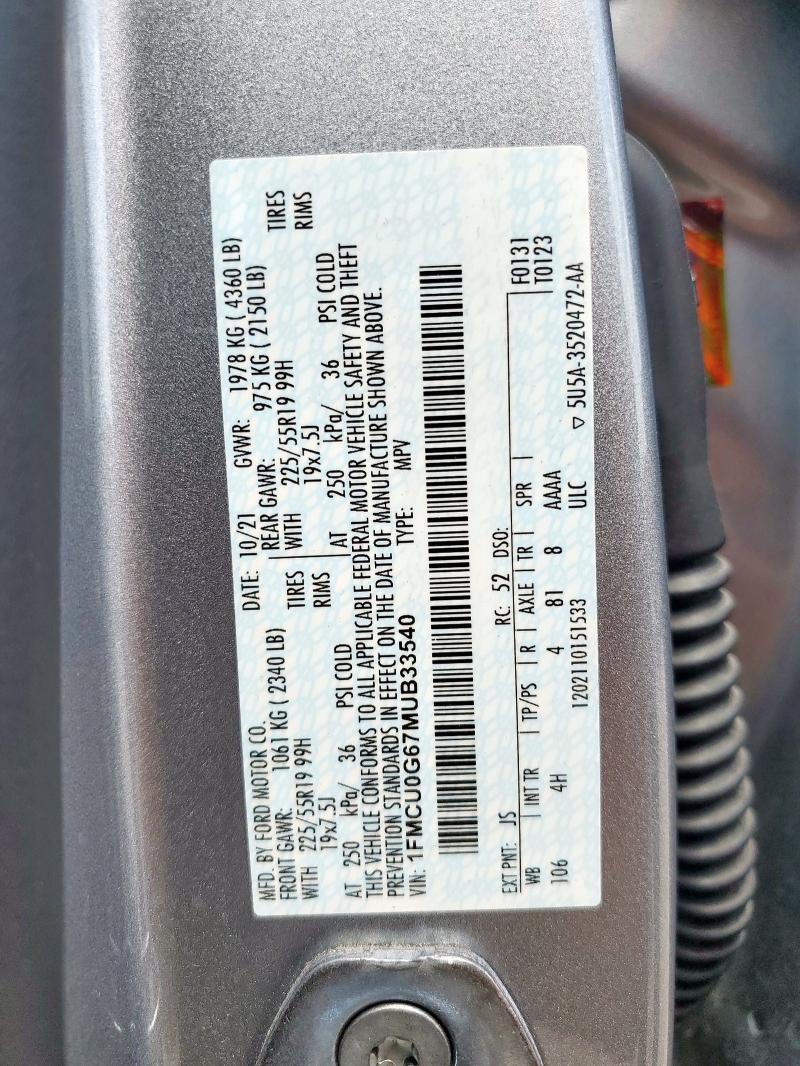 MFD. BY FORD MOTOR CO.
DATE: 10/21 GVWR: 1978 KG ( 4360 LB)
FRONT GAWR: 1061 KG ( 2340 LB) REAR GAWR: 975 KG ( 2150 LB)
WITH 225/55R19 99H TIRES WITH 225/55R19 99H TIRES
19x7.5J RIMS 19x7.5J RIMS
AT 250 kPa/ 36 PSI COLD AT 250 kPa/ 36 PSI COLD
THIS VEHICLE CONFORMS TO ALL APPLICABLE FEDERAL MOTOR VEHICLE SAFETY AND THEFT
PREVENTION STANDARDS IN EFFECT ON THE DATE OF MANUFACTURE SHOWN ABOVE.
VIN: 1FMCU0G67MUB33540 TYPE: MPV
EXT PNT: JS RC: 52 DSO: F0131
WB INT TR TP/PS R AXLE TR SPR T0123
106 4H 4 81 8 AAAA
1202110151533 ULC ▽ 5U5A-3520472-AA